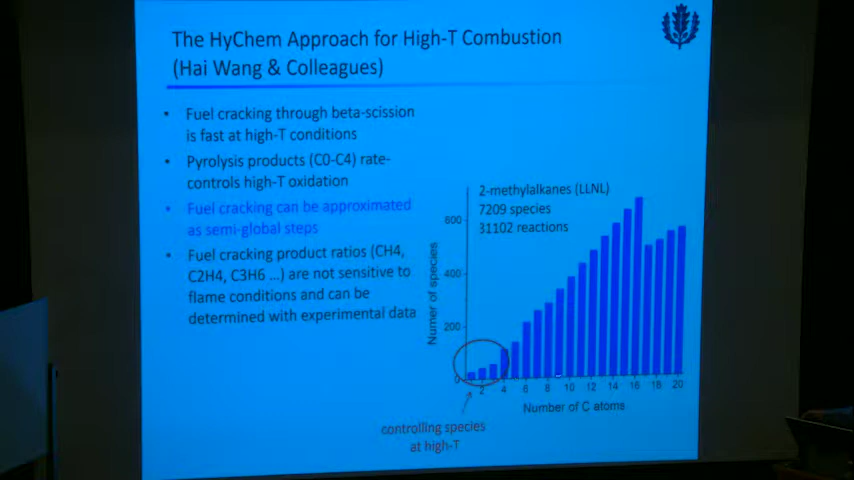 The HyChem Approach for High-T Combustion
(Hai Wang & Colleagues)
• Fuel cracking through beta-scission
is fast at high-T conditions
• Pyrolysis products (C0-C4) rate-
controls high-T oxidation
• Fuel cracking can be approximated
as semi-global steps
• Fuel cracking product ratios (CH4,
C2H4, C3H6 ...) are not sensitive to
flame conditions and can be
determined with experimental data
2-methylalkanes (LLNL)
7209 species
31102 reactions
Numer of species
600
400
200
0
2 4 6 8 10 12 14 16 18 20
Number of C atoms
controlling species
at high-T